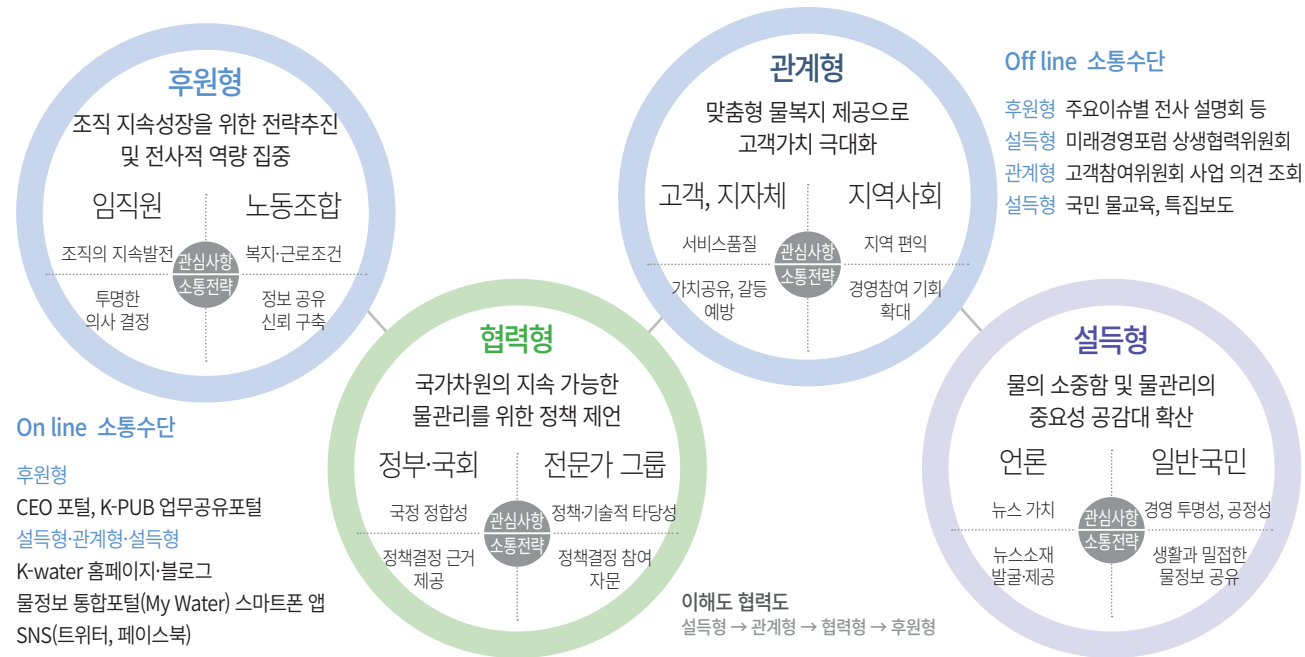 후원형
조직 지속성장을 위한 전략추진
및 전사적 역량 집중
임직원
노동조합
조직의 지속발전
관심사항
복지·근로조건
소통전략
투명한
의사 결정
정보 공유
신뢰 구축
관계형
맞춤형 물복지 제공으로
고객가치 극대화
고객, 지자체
지역사회
서비스품질
관심사항
지역 편익
소통전략
가치공유, 갈등
예방
경영참여 기회
확대
Off line 소통수단
후원형 주요이슈별 전사 설명회 등
설득형 미래경영포럼 상생협력위원회
관계형 고객참여위원회 사업 의견 조회
설득형 국민 물교육, 특집보도
협력형
국가차원의 지속 가능한
물관리를 위한 정책 제언
정부·국회
전문가 그룹
국정 정합성
관심사항
정책·기술적 타당성
소통전략
정책결정 근거
제공
정책결정 참여
자문
설득형
물의 소중함 및 물관리의
중요성 공감대 확산
언론
일반국민
뉴스 가치
관심사항
경영 투명성, 공정성
소통전략
뉴스소재
발굴·제공
생활과 밀접한
물정보 공유
On line 소통수단
후원형
CEO 포털, K-PUB 업무공유포털
설득형·관계형·설득형
K-water 홈페이지·블로그
물정보 통합포털(My Water) 스마트폰 앱
SNS(트위터, 페이스북)
이해도 협력도
설득형 → 관계형 → 협력형 → 후원형